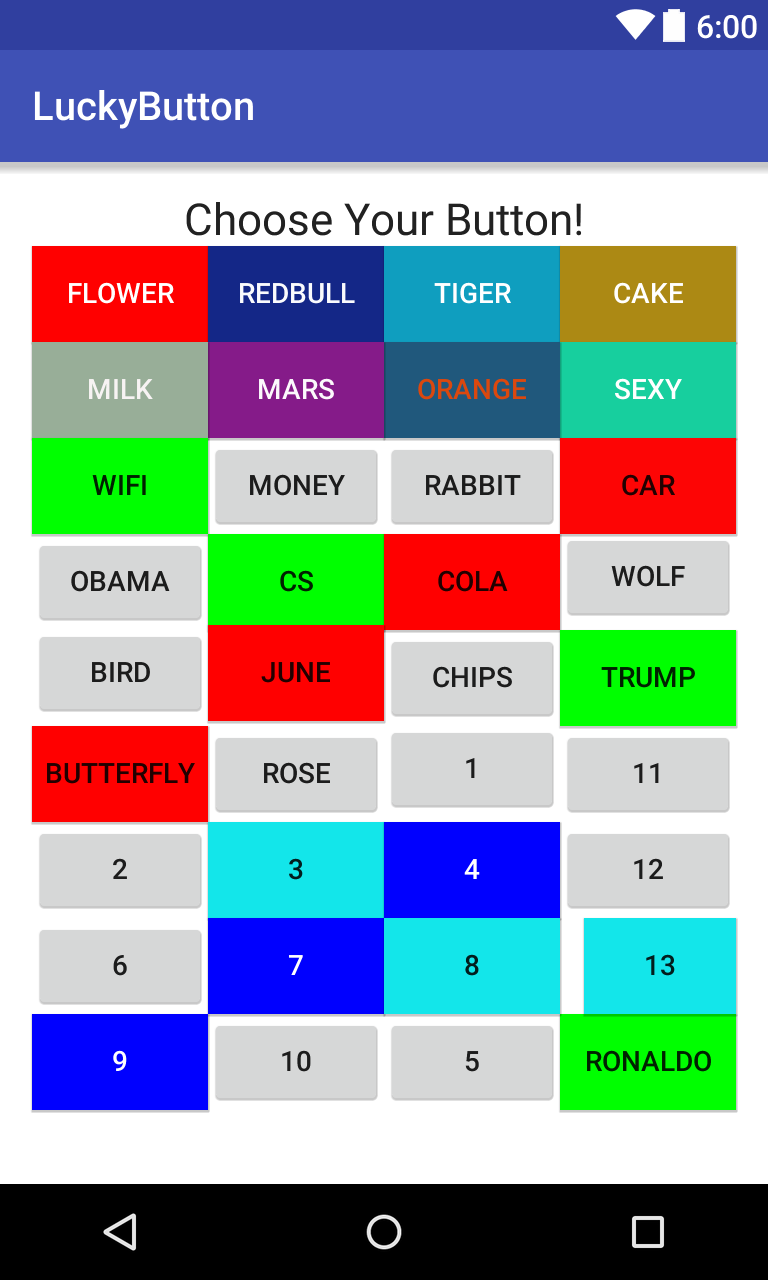 6:00
LuckyButton
Choose Your Button!
FLOWER REDBULL TIGER CAKE
MILK MARS ORANGE SEXY
WIFI MONEY RABBIT CAR
OBAMA CS COLA WOLF
BIRD JUNE CHIPS TRUMP
BUTTERFLY ROSE 1 11
2 3 4 12
6 7 8 13
9 10 5 RONALDO